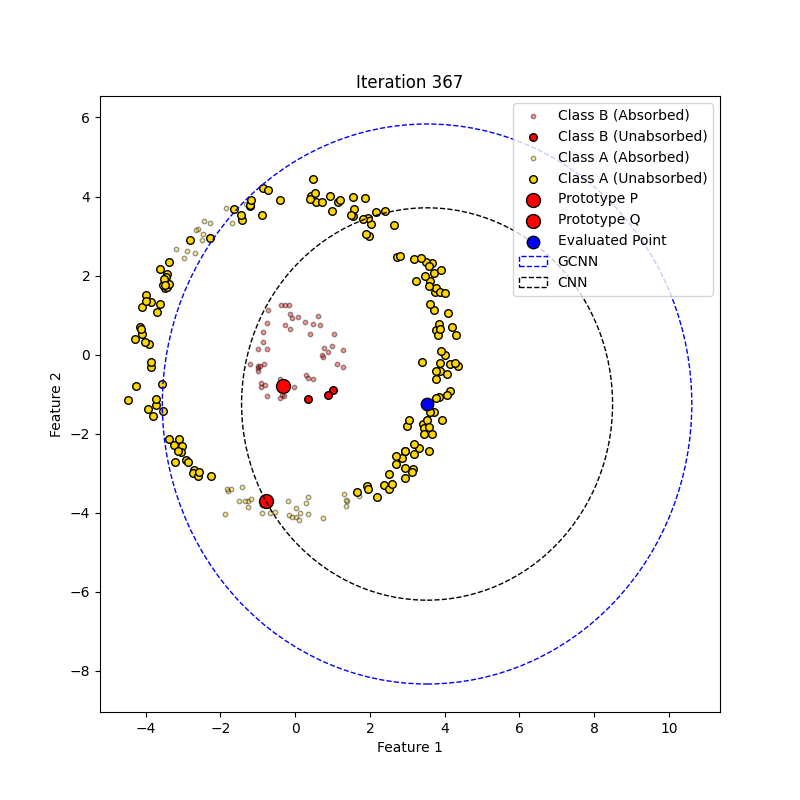 Iteration 367
Class B (Absorbed)
Class B (Unabsorbed)
Class A (Absorbed)
Class A (Unabsorbed)
Prototype P
Prototype Q
Evaluated Point
GCNN
CNN
6
4
2
0
−2
−4
−6
−8
Feature 2
−4 −2 0 2 4 6 8 10
Feature 1